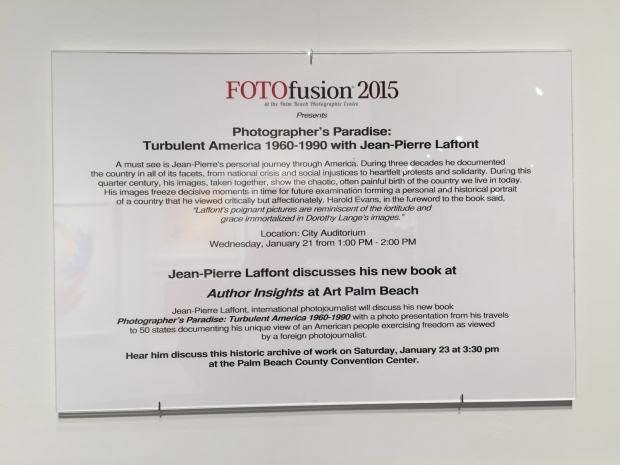 FOTOfusion 2015
at the Palm Beach Photographic Centre
Presents
Photographer's Paradise:
Turbulent America 1960-1990 with Jean-Pierre Laffont
A must see is Jean-Pierre's personal journey through America. During three decades he documented
the country in all of its facets, from national crisis and social injustices to heartfelt protests and solidarity. During this
quarter century, his images, taken together, show the chaotic, often painful birth of the country we live in today.
His images freeze decisive moments in time for future examination forming a personal and historical portrait
of a country that he viewed critically but affectionately. Harold Evans, in the fureword to the book said,
"Laffont's poignant pictures are reminiscent of the fortitude and
grace immortalized in Dorothy Lange's images."
Location: City Auditorium
Wednesday, January 21 from 1:00 PM - 2:00 PM
Jean-Pierre Laffont discusses his new book at
Author Insights at Art Palm Beach
Jean-Pierre Laffont, international photojournalist will discuss his new book
Photographer's Paradise: Turbulent America 1960-1990 with a photo presentation from his travels
to 50 states documenting his unique view of an American people exercising freedom as viewed
by a foreign photojournalist.
Hear him discuss this historic archive of work on Saturday, January 23 at 3:30 pm
at the Palm Beach County Convention Center.